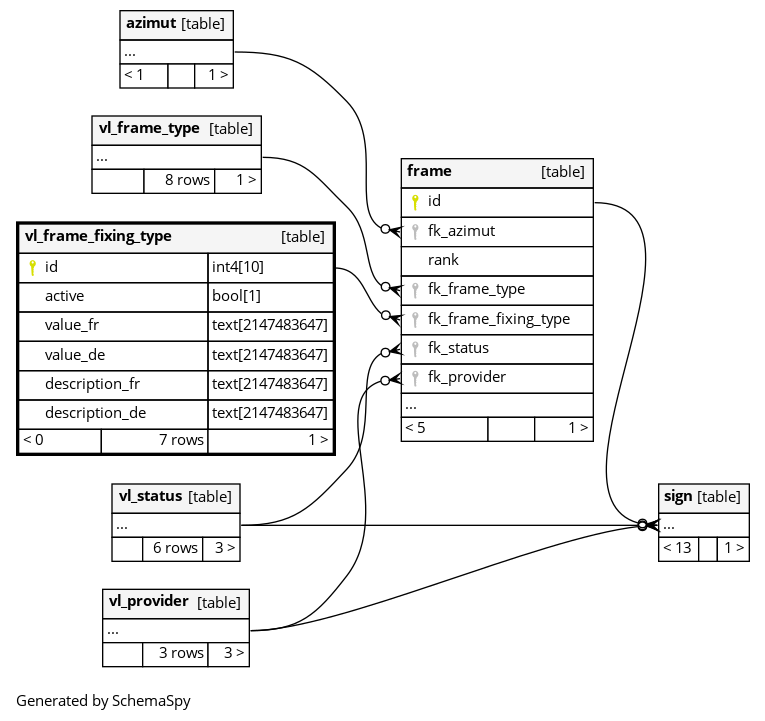 azimut [table]
...
< 1 1 >
vl_frame_type [table]
...
8 rows 1 >
vl_frame_fixing_type [table]
id int4[10]
active bool[1]
value_fr text[2147483647]
value_de text[2147483647]
description_fr text[2147483647]
description_de text[2147483647]
< 0 7 rows 1 >
frame [table]
id
fk_azimut
rank
fk_frame_type
fk_frame_fixing_type
fk_status
fk_provider
...
< 5 1 >
vl_status [table]
...
6 rows 3 >
sign [table]
...
< 13 1 >
vl_provider [table]
...
3 rows 3 >
Generated by SchemaSpy